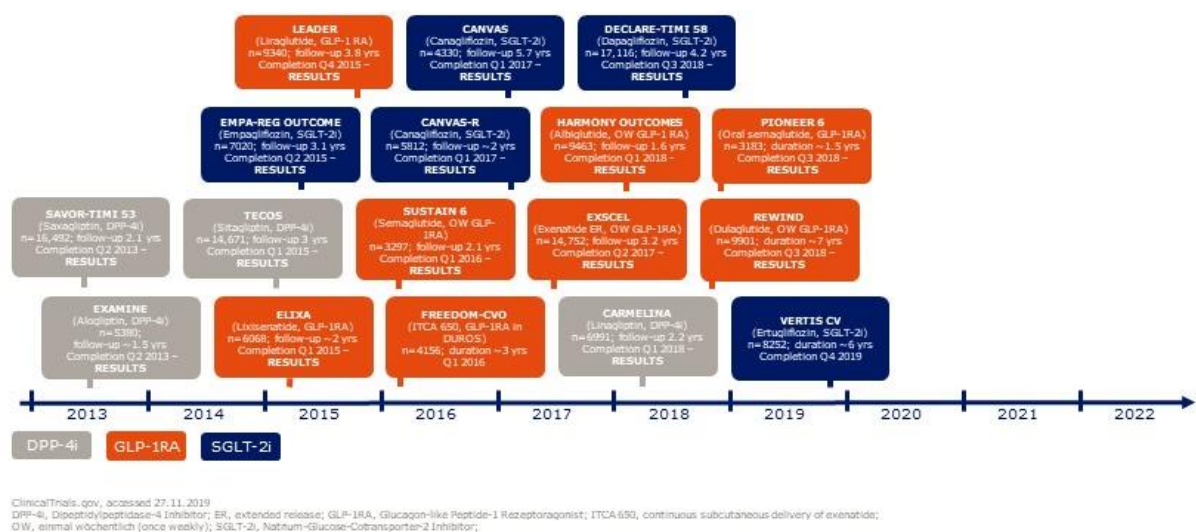 LEADER
(Liraglutide, GLP-1 RA)
n=9340; follow-up 3.8 yrs
Completion Q4 2015 –
RESULTS
CANVAS
(Canagliflozin, SGLT-2i)
n=4330; follow-up 5.7 yrs
Completion Q1 2017 –
RESULTS
DECLARE-TIMI 58
(Dapagliflozin, SGLT-2i)
n=17,116; follow-up 4.2 yrs
Completion Q3 2018 –
RESULTS
EMPA-REG OUTCOME
(Empagliflozin, SGLT-2i)
n=7020; follow-up 3.1 yrs
Completion Q2 2015 –
RESULTS
CANVAS-R
(Canagliflozin, SGLT-2i)
n=5812; follow-up ~2 yrs
Completion Q1 2017 –
RESULTS
HARMONY OUTCOMES
(Albiglutide, OW GLP-1 RA)
n=9463; follow-up 1.6 yrs
Completion Q1 2018 –
RESULTS
PIONEER 6
(Oral semaglutide, GLP-1RA)
n=3183; duration ~1.5 yrs
Completion Q3 2018 –
RESULTS
SAVOR-TIMI 53
(Saxagliptin, DPP-4i)
n=16,492; follow-up 2.1 yrs
Completion Q2 2013 –
RESULTS
TECOS
(Sitagliptin, DPP-4i)
n=14,671; follow-up 3 yrs
Completion Q1 2015 –
RESULTS
SUSTAIN 6
(Semaglutide, OW GLP-
1RA)
n=3297; follow-up 2.1 yrs
Completion Q1 2016 –
RESULTS
EXSCEL
(Exenatide ER, OW GLP-1RA)
n=14,752; follow-up 3.2 yrs
Completion Q2 2017 –
RESULTS
REWIND
(Dulaglutide, OW GLP-1RA)
n=9901; duration ~7 yrs
Completion Q3 2018 –
RESULTS
EXAMINE
(Alogliptin, DPP-4i)
n=5380;
follow-up ~1.5 yrs
Completion Q2 2013 –
RESULTS
ELIXA
(Lixisenatide, GLP-1RA)
n=6068; follow-up ~2 yrs
Completion Q1 2015 –
RESULTS
FREEDOM-CVO
(ITCA 650, GLP-1RA in
DUROS)
n=4156; duration ~3 yrs
Q1 2016
CARMELINA
(Linagliptin, DPP-4i)
n=6991; follow-up 2.2 yrs
Completion Q1 2018 –
RESULTS
VERTIS CV
(Ertugliflozin, SGLT-2i)
n=8252; duration ~6 yrs
Completion Q4 2019
2013 2014 2015 2016 2017 2018 2019 2020 2021 2022
DPP-4i GLP-1RA SGLT-2i
ClinicalTrials.gov, accessed 27.11.2019
DPP-4i, Dipeptidylpeptidase-4 Inhibitor; ER, extended release; GLP-1RA, Glucagon-like Peptide-1 Rezeptoragonist; ITCA 650, continuous subcutaneous delivery of exenatide;
OW, einmal wöchentlich (once weekly); SGLT-2i, Natrium-Glucose-Cotransporter-2 Inhibitor;